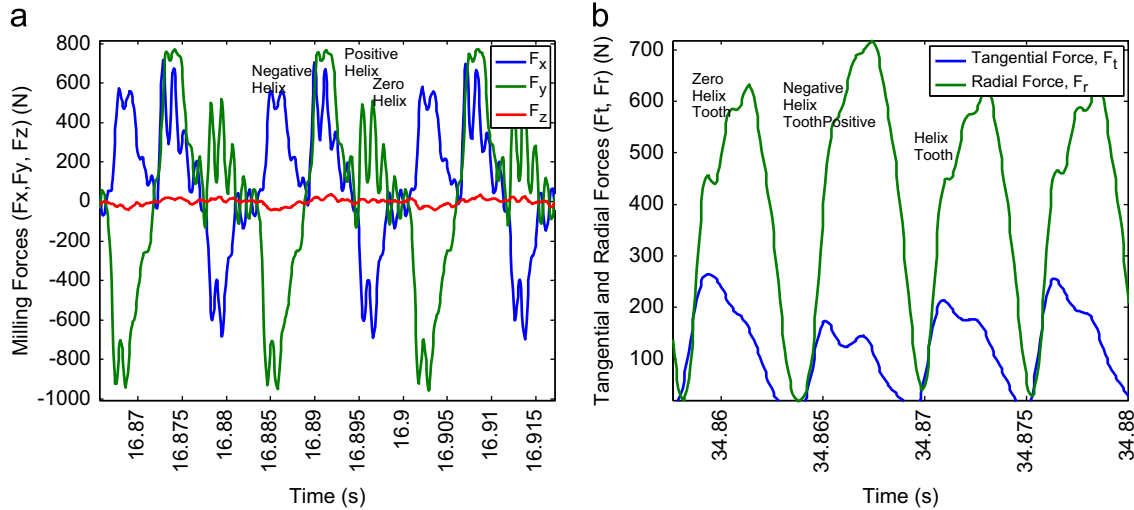 a
Milling Forces (Fx,Fy, Fz) (N)
800
600
400
200
0
-200
-400
-600
-800
-1000
Negative
Helix
Positive
Helix
Zero
Helix
Fx
Fy
Fz
16.87
16.875
16.88
16.885
16.89
16.895
16.9
16.905
16.91
16.915
Time (s)
b
Tangential and Radial Forces (Ft, Fr) (N)
700
600
500
400
300
200
100
Zero
Helix
Tooth
Negative
Helix
ToothPositive
Helix
Tooth
Tangential Force, Ft
Radial Force, Fr
34.86
34.865
34.87
34.875
34.88
Time (s)